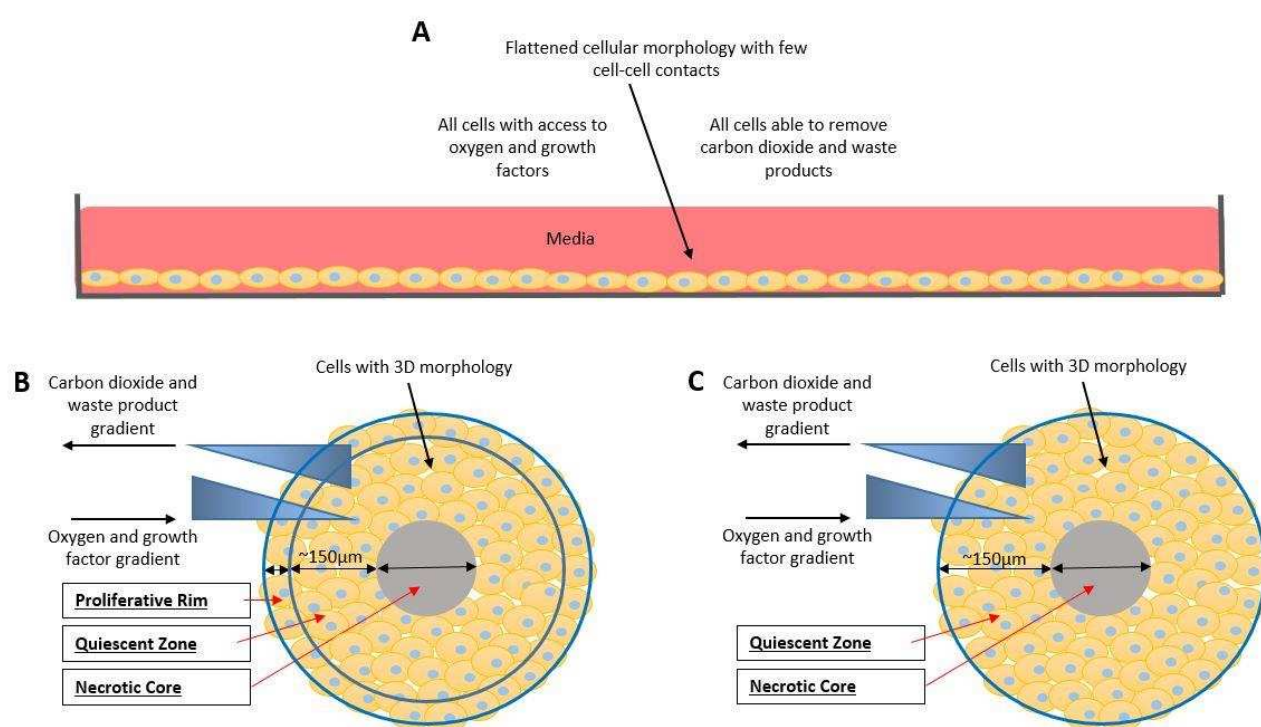 A
Flattened cellular morphology with few
cell-cell contacts
All cells with access to
oxygen and growth
factors
All cells able to remove
carbon dioxide and waste
products
Media
B
Carbon dioxide and
waste product
gradient
Cells with 3D morphology
Oxygen and growth
factor gradient
~150μm
Proliferative Rim
Quiescent Zone
Necrotic Core
C
Carbon dioxide and
waste product
gradient
Cells with 3D morphology
Oxygen and growth
factor gradient
~150μm
Quiescent Zone
Necrotic Core